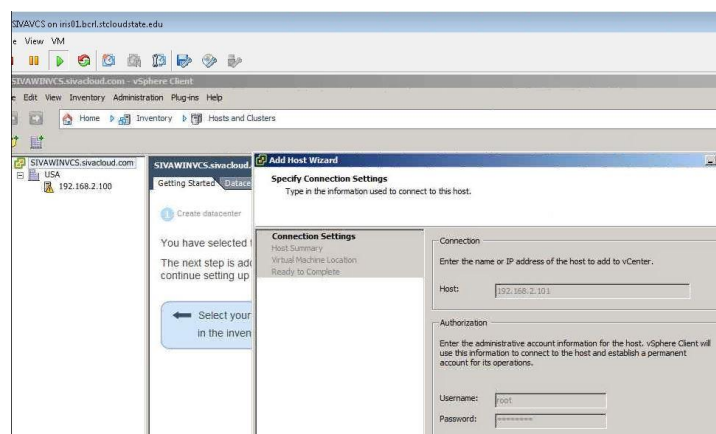 SIVAVCS on iris01.bcrl.stcloudstate.edu
e View VM
SIVAWINVCS.sivacloud.com - vSphere Client
e Edit View Inventory Administration Plug-ins Help
Home Inventory Hosts and Clusters
SIVAWINVCS.sivacloud.com
USA
192.168.2.100
SIVAWINVCS.sivacloud.
Getting Started Datace
1 Create datacenter
You have selected
The next step is add
continue setting up
Select your
in the inven
Add Host Wizard
Specify Connection Settings
Type in the information used to connect to this host.
Connection Settings
Host Summary
Virtual Machine Location
Ready to Complete
Connection
Enter the name or IP address of the host to add to vCenter.
Host: 192.168.2.101
Authorization
Enter the administrative account information for the host. vSphere Client will
use this information to connect to the host and establish a permanent
account for its operations.
Username: root
Password: ********